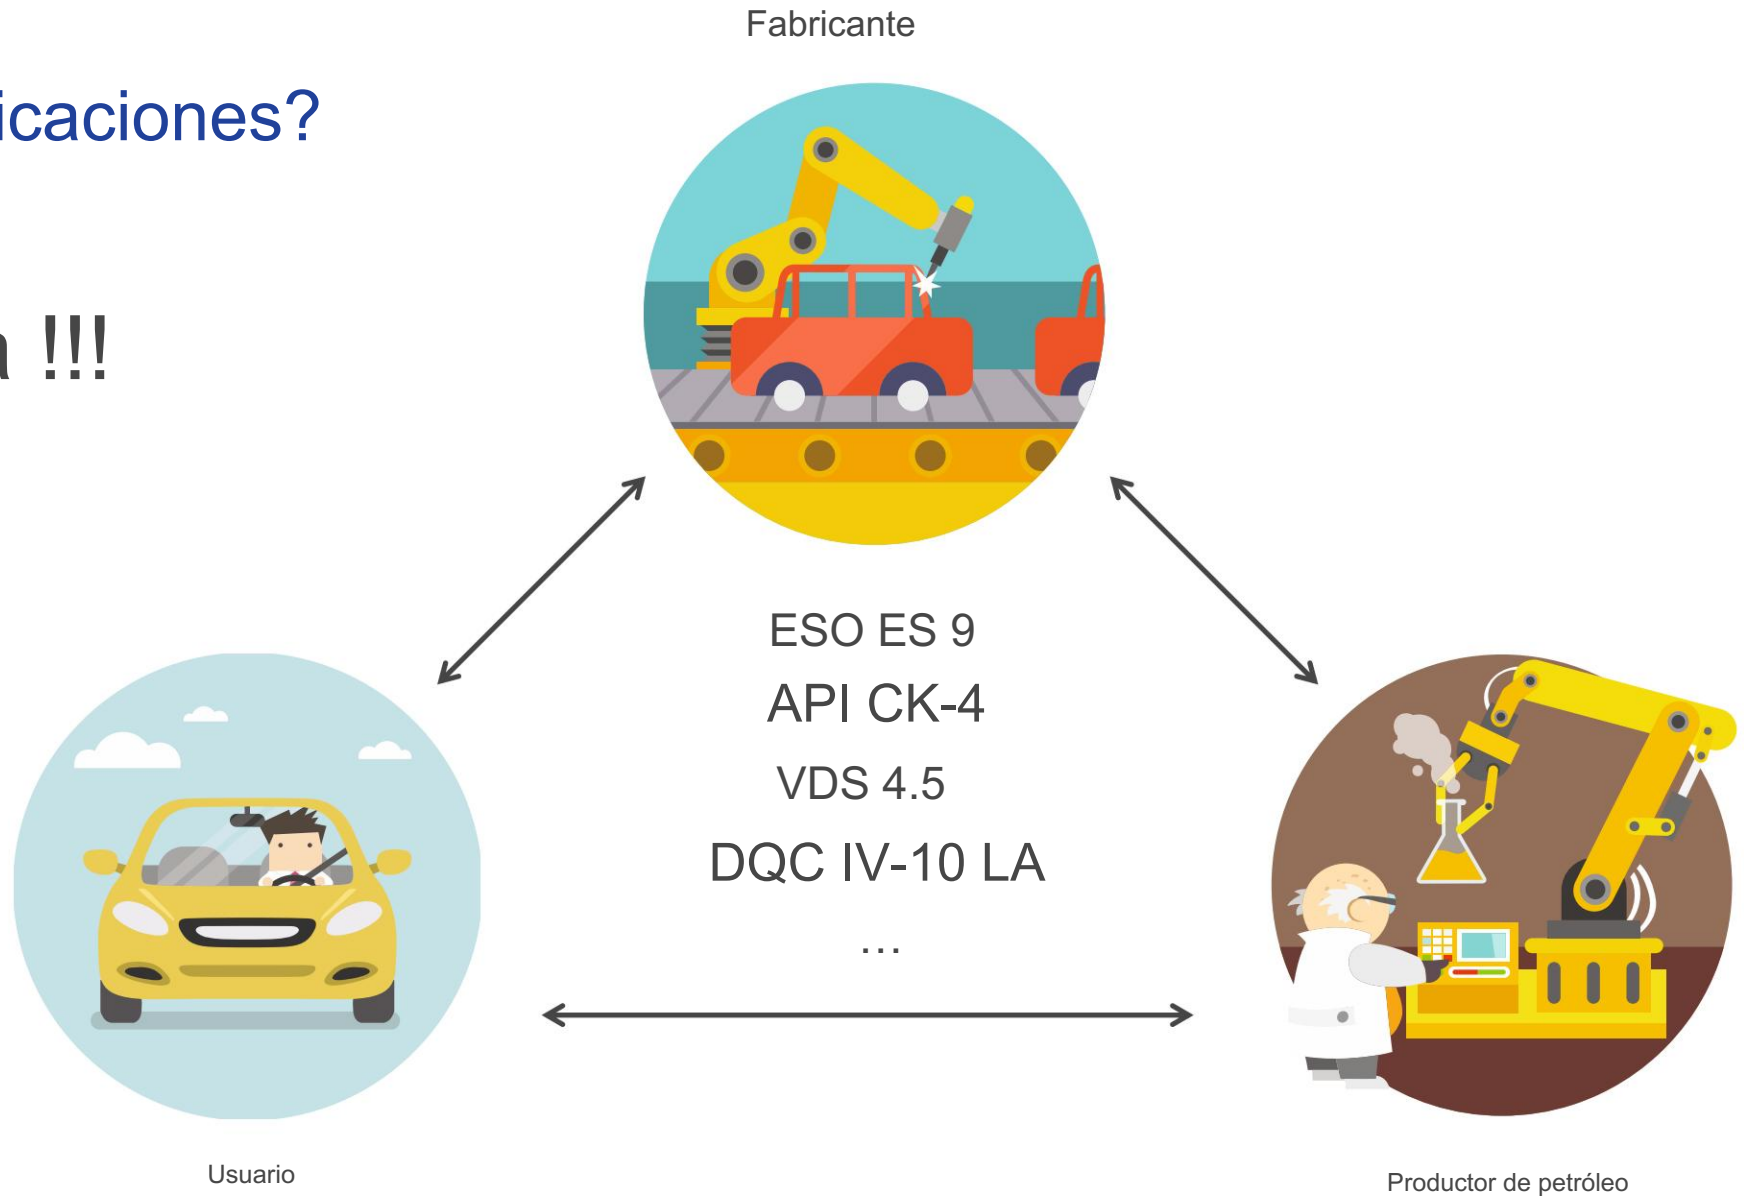 Fabricante
icaciones?
a !!!
ESO ES 9
API CK-4
VDS 4.5
DQC IV-10 LA
...
Usuario
Productor de petróleo